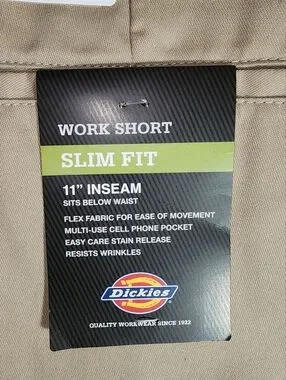 WORK SHORT
SLIM FIT
11" INSEAM
SITS BELOW WAIST
FLEX FABRIC FOR EASE OF MOVEMENT
MULTI-USE CELL PHONE POCKET
EASY CARE STAIN RELEASE
RESISTS WRINKLES
Dickies
QUALITY WORKWEAR SINCE 1922